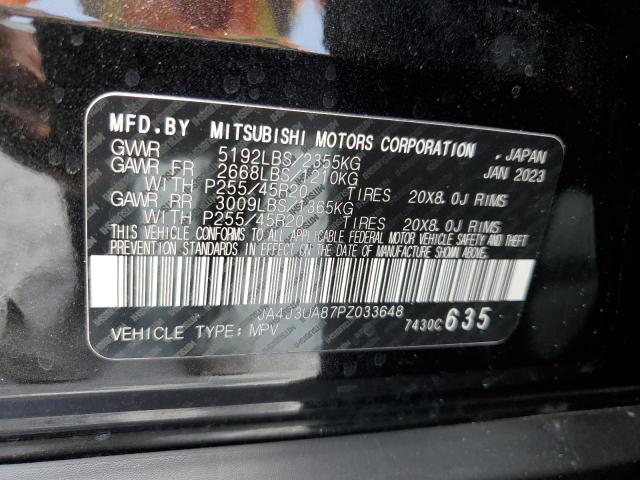 MFD.BY MITSUBISHI MOTORS CORPORATION . JAPAN
GWWR 5192LBS/2355KG JAN 2023
GAWR FR 2668LBS/1210KG
WITH P255/45R20 TIRES 20X8.0J RIMS
GAWR RR 3009LBS/1365KG
WITH P255/45R20 TIRES 20X8.0J RIMS
THIS VEHICLE CONFORMS TO ALL APPLICABLE FEDERAL MOTOR VEHICLE SAFETY AND THEFT
PREVENTION STANDARDS IN EFFECT ON THE DATE OF MANUFACTURE SHOWN ABOVE.
JA4J3UA87PZ033648
VEHICLE TYPE: MPV 7430C 635